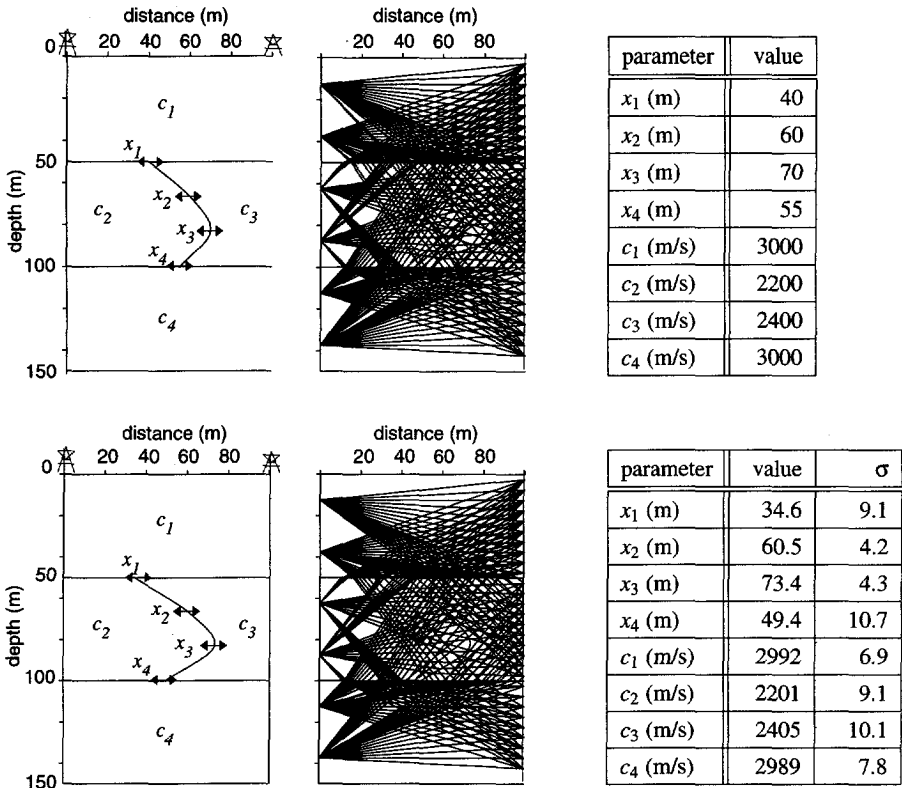 distance (m)
0 20 40 60 80
depth (m)
50
100
150
c1
x1
x2
c2
c3
x3
x4
c4
distance (m)
20 40 60 80
parameter value
x1 (m) 40
x2 (m) 60
x3 (m) 70
x4 (m) 55
c1 (m/s) 3000
c2 (m/s) 2200
c3 (m/s) 2400
c4 (m/s) 3000
distance (m)
0 20 40 60 80
depth (m)
50
100
150
c1
x1
x2
c2
c3
x3
x4
c4
distance (m)
20 40 60 80
parameter value σ
x1 (m) 34.6 9.1
x2 (m) 60.5 4.2
x3 (m) 73.4 4.3
x4 (m) 49.4 10.7
c1 (m/s) 2992 6.9
c2 (m/s) 2201 9.1
c3 (m/s) 2405 10.1
c4 (m/s) 2989 7.8